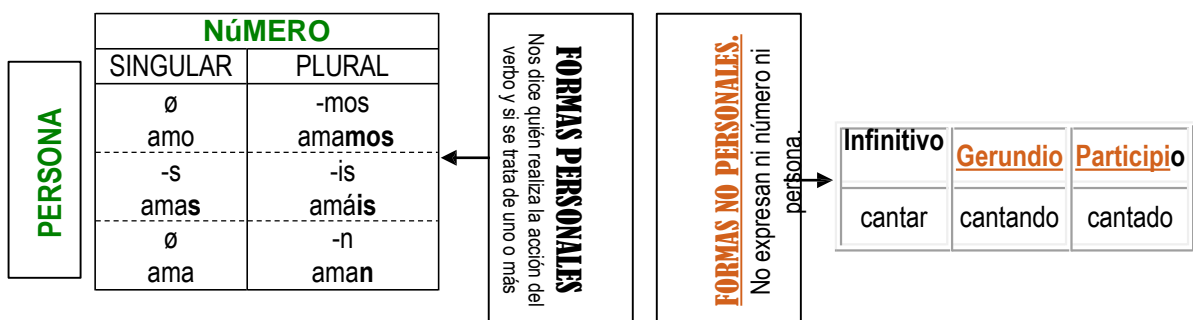 NúMERO
SINGULAR PLURAL
PERSONA
ø -mos
amo amamos
-s -is
amas amáis
ø -n
ama aman
FORMAS PERSONALES
Nos dice quién realiza la acción del
verbo y si se trata de uno o más
FORMAS NO PERSONALES.
No expresan ni número ni
persona.
Infinitivo Gerundio Participio
cantar cantando cantado